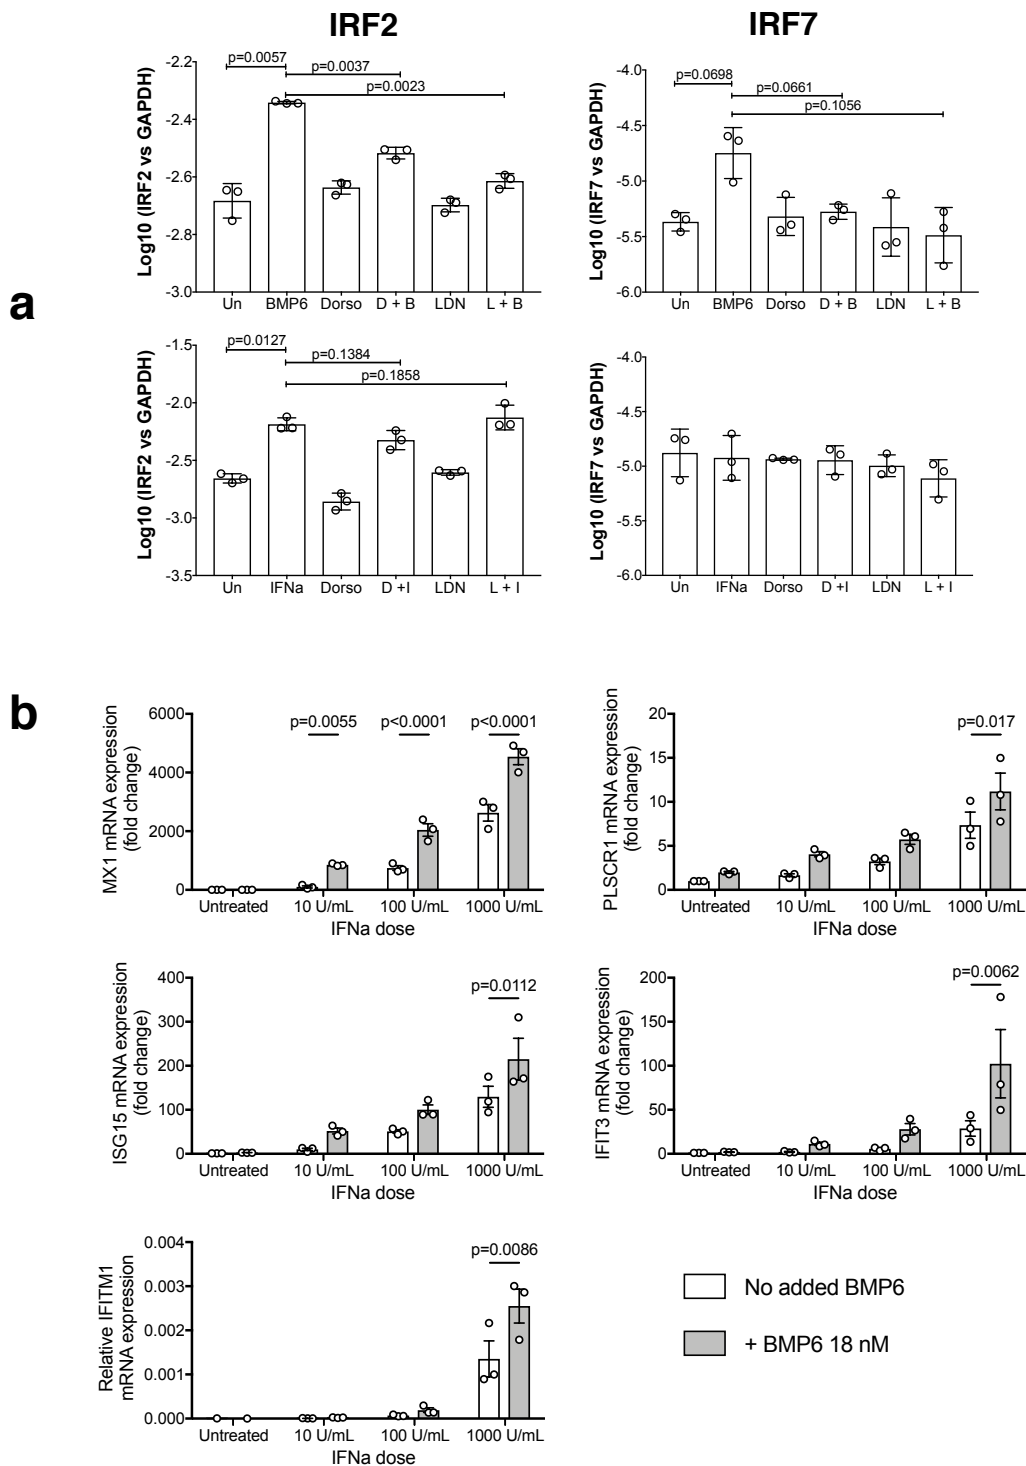 IRF2
IRF7
a
Log10 (IRF2 vs GAPDH)
-2.2
-2.4
-2.6
-2.8
-3.0
p=0.0057
p=0.0037
p=0.0023
Un BMP6 Dorso D + B LDN L + B
Log10 (IRF7 vs GAPDH)
-4.0
-4.5
-5.0
-5.5
-6.0
p=0.0698
p=0.0661
p=0.1056
Un BMP6 Dorso D + B LDN L + B
Log10 (IRF2 vs GAPDH)
-1.5
-2.0
-2.5
-3.0
-3.5
p=0.0127
p=0.1384
p=0.1858
Un IFNa Dorso D +I LDN L + I
Log10 (IRF7 vs GAPDH)
-4.0
-4.5
-5.0
-5.5
-6.0
Un IFNa Dorso D +I LDN L + I
b
MX1 mRNA expression
(fold change)
6000
4000
2000
0
p=0.0055 p<0.0001 p<0.0001
Untreated 10 U/mL 100 U/mL 1000 U/mL
IFNa dose
PLSCR1 mRNA expression
(fold change)
20
15
10
5
0
p=0.017
Untreated 10 U/mL 100 U/mL 1000 U/mL
IFNa dose
ISG15 mRNA expression
(fold change)
400
300
200
100
0
p=0.0112
Untreated 10 U/mL 100 U/mL 1000 U/mL
IFNa dose
IFIT3 mRNA expression
(fold change)
200
150
100
50
0
p=0.0062
Untreated 10 U/mL 100 U/mL 1000 U/mL
IFNa dose
Relative IFITM1
mRNA expression
0.004
0.003
0.002
0.001
0.000
p=0.0086
Untreated 10 U/mL 100 U/mL 1000 U/mL
IFNa dose
No added BMP6
+ BMP6 18 nM